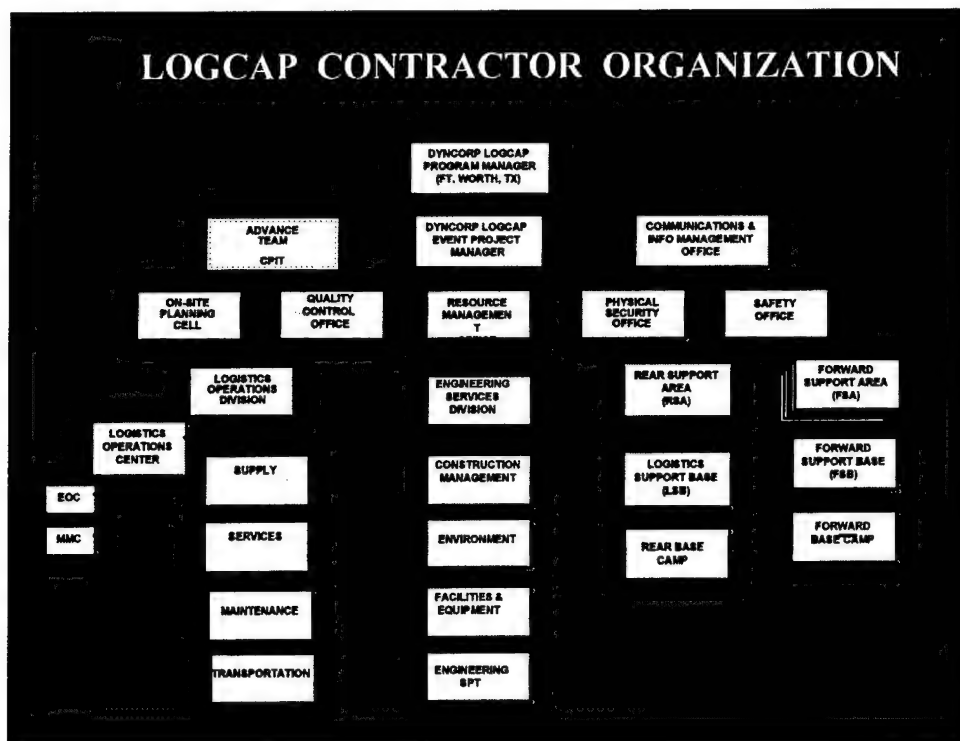 LOGCAP CONTRACTOR ORGANIZATION
DYNCORP LOGCAP
PROGRAM MANAGER
(FT. WORTH, TX)
ADVANCE
TEAM
CPIT
DYNCORP LOGCAP
EVENT PROJECT
MANAGER
COMMUNICATIONS &
INFO MANAGEMENT
OFFICE
ON-SITE
PLANNING
CELL
QUALITY
CONTROL
OFFICE
RESOURCE
MANAGEMEN
T
PHYSICAL
SECURITY
OFFICE
SAFETY
OFFICE
LOGISTICS
OPERATIONS
DIVISION
ENGINEERING
SERVICES
DIVISION
REAR SUPPORT
AREA
(RSA)
FORWARD
SUPPORT AREA
(FSA)
LOGISTICS
OPERATIONS
CENTER
SUPPLY
CONSTRUCTION
MANAGEMENT
LOGISTICS
SUPPORT BASE
(LSB)
FORWARD
SUPPORT BASE
(FSB)
EOC
MMC
SERVICES
ENVIRONMENT
REAR BASE
CAMP
FORWARD
BASE CAMP
MAINTENANCE
FACILITIES &
EQUIPMENT
TRANSPORTATION
ENGINEERING
SPT